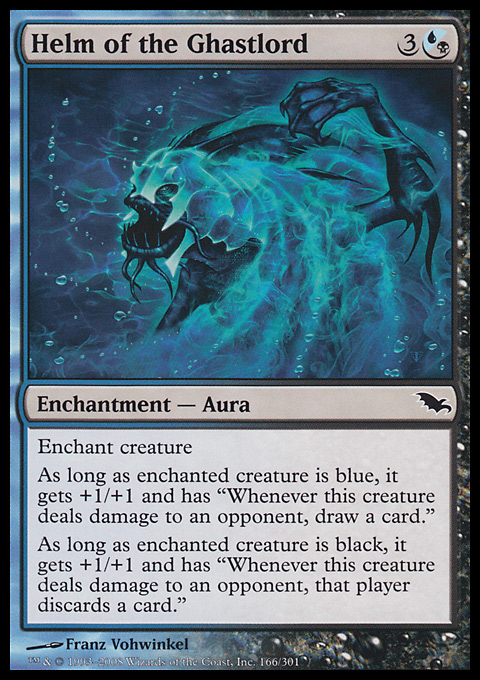 Helm of the Ghastlord 3
Enchantment — Aura
Enchant creature
As long as enchanted creature is blue, it
gets +1/+1 and has “Whenever this creature
deals damage to an opponent, draw a card.”
As long as enchanted creature is black, it
gets +1/+1 and has “Whenever this creature
deals damage to an opponent, that player
discards a card.”
Franz Vohwinkel
™ & © 1993-2008 Wizards of the Coast, Inc. 166/301